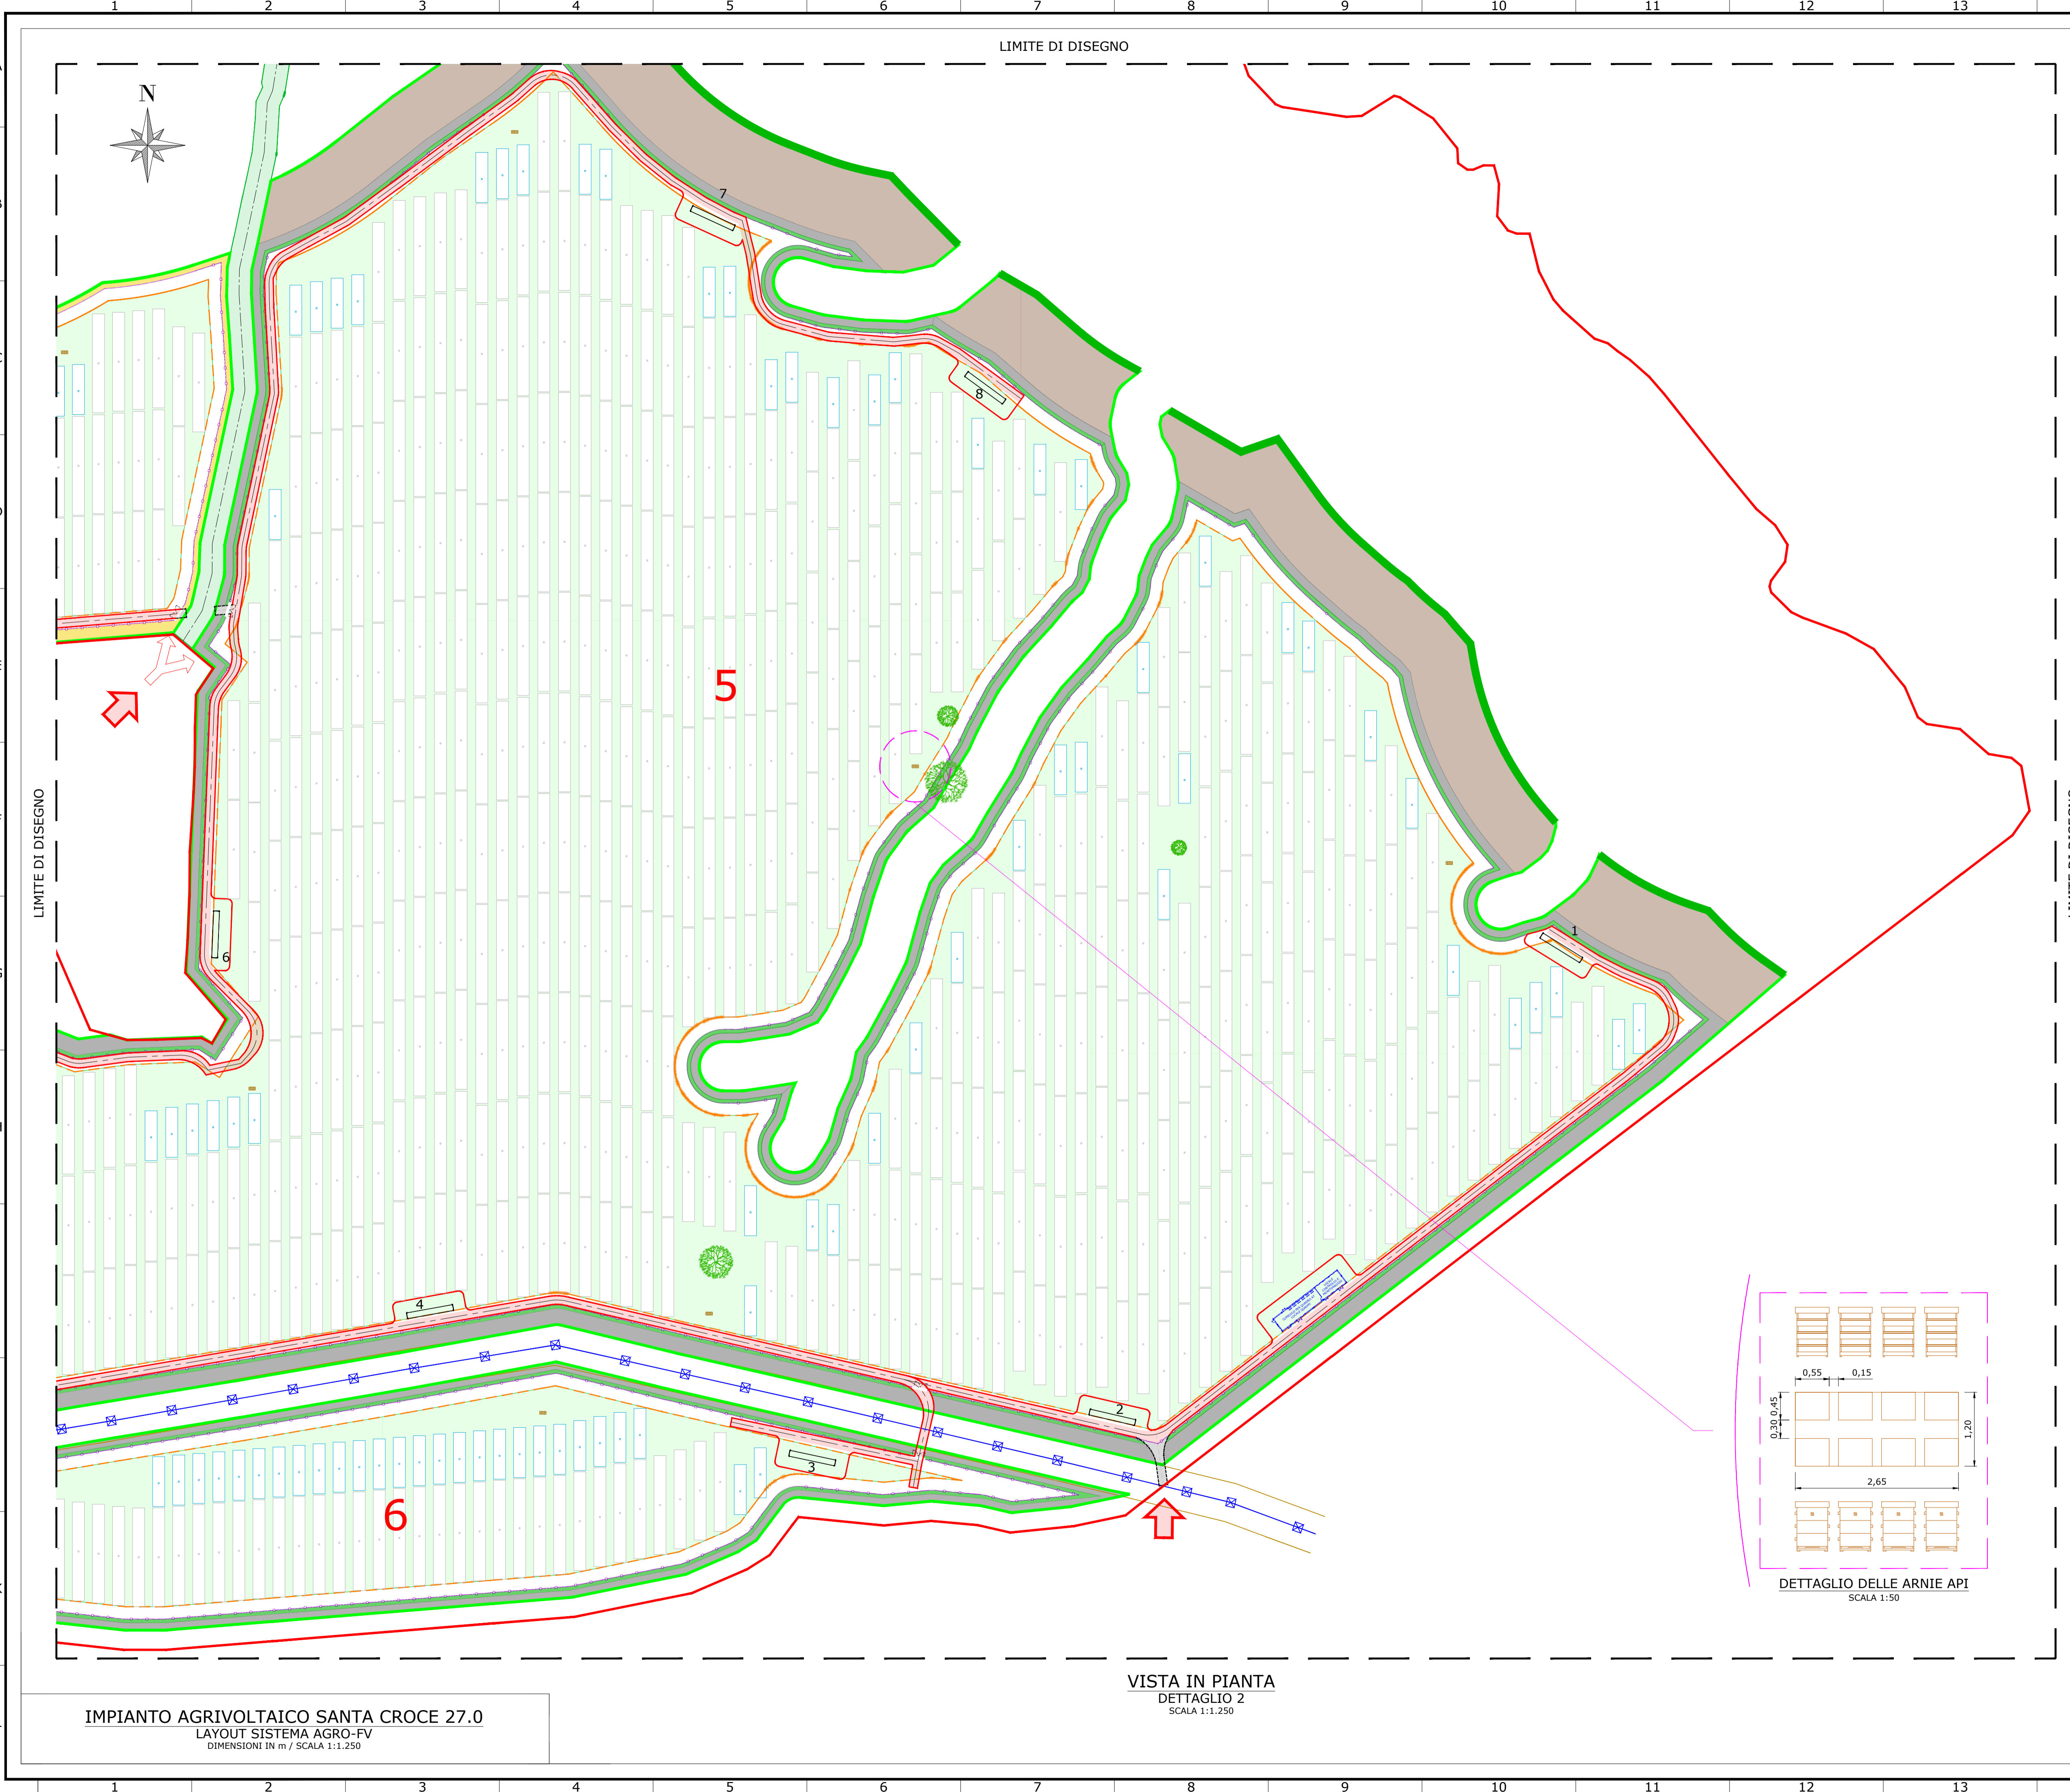 1 2 3 4 5 6 7 8 9 10 11 12 13
LIMITE DI DISEGNO
N
7
8
5
LIMITE DI DISEGNO
1
6
4
2
3
6
0,55 0,15
0,45
0,30
1,20
2,65
DETTAGLIO DELLE ARNIE API
SCALA 1:50
VISTA IN PIANTA
DETTAGLIO 2
SCALA 1:1.250
IMPIANTO AGRIVOLTAICO SANTA CROCE 27.0
LAYOUT SISTEMA AGRO-FV
DIMENSIONI IN m / SCALA 1:1.250
1 2 3 4 5 6 7 8 9 10 11 12 13